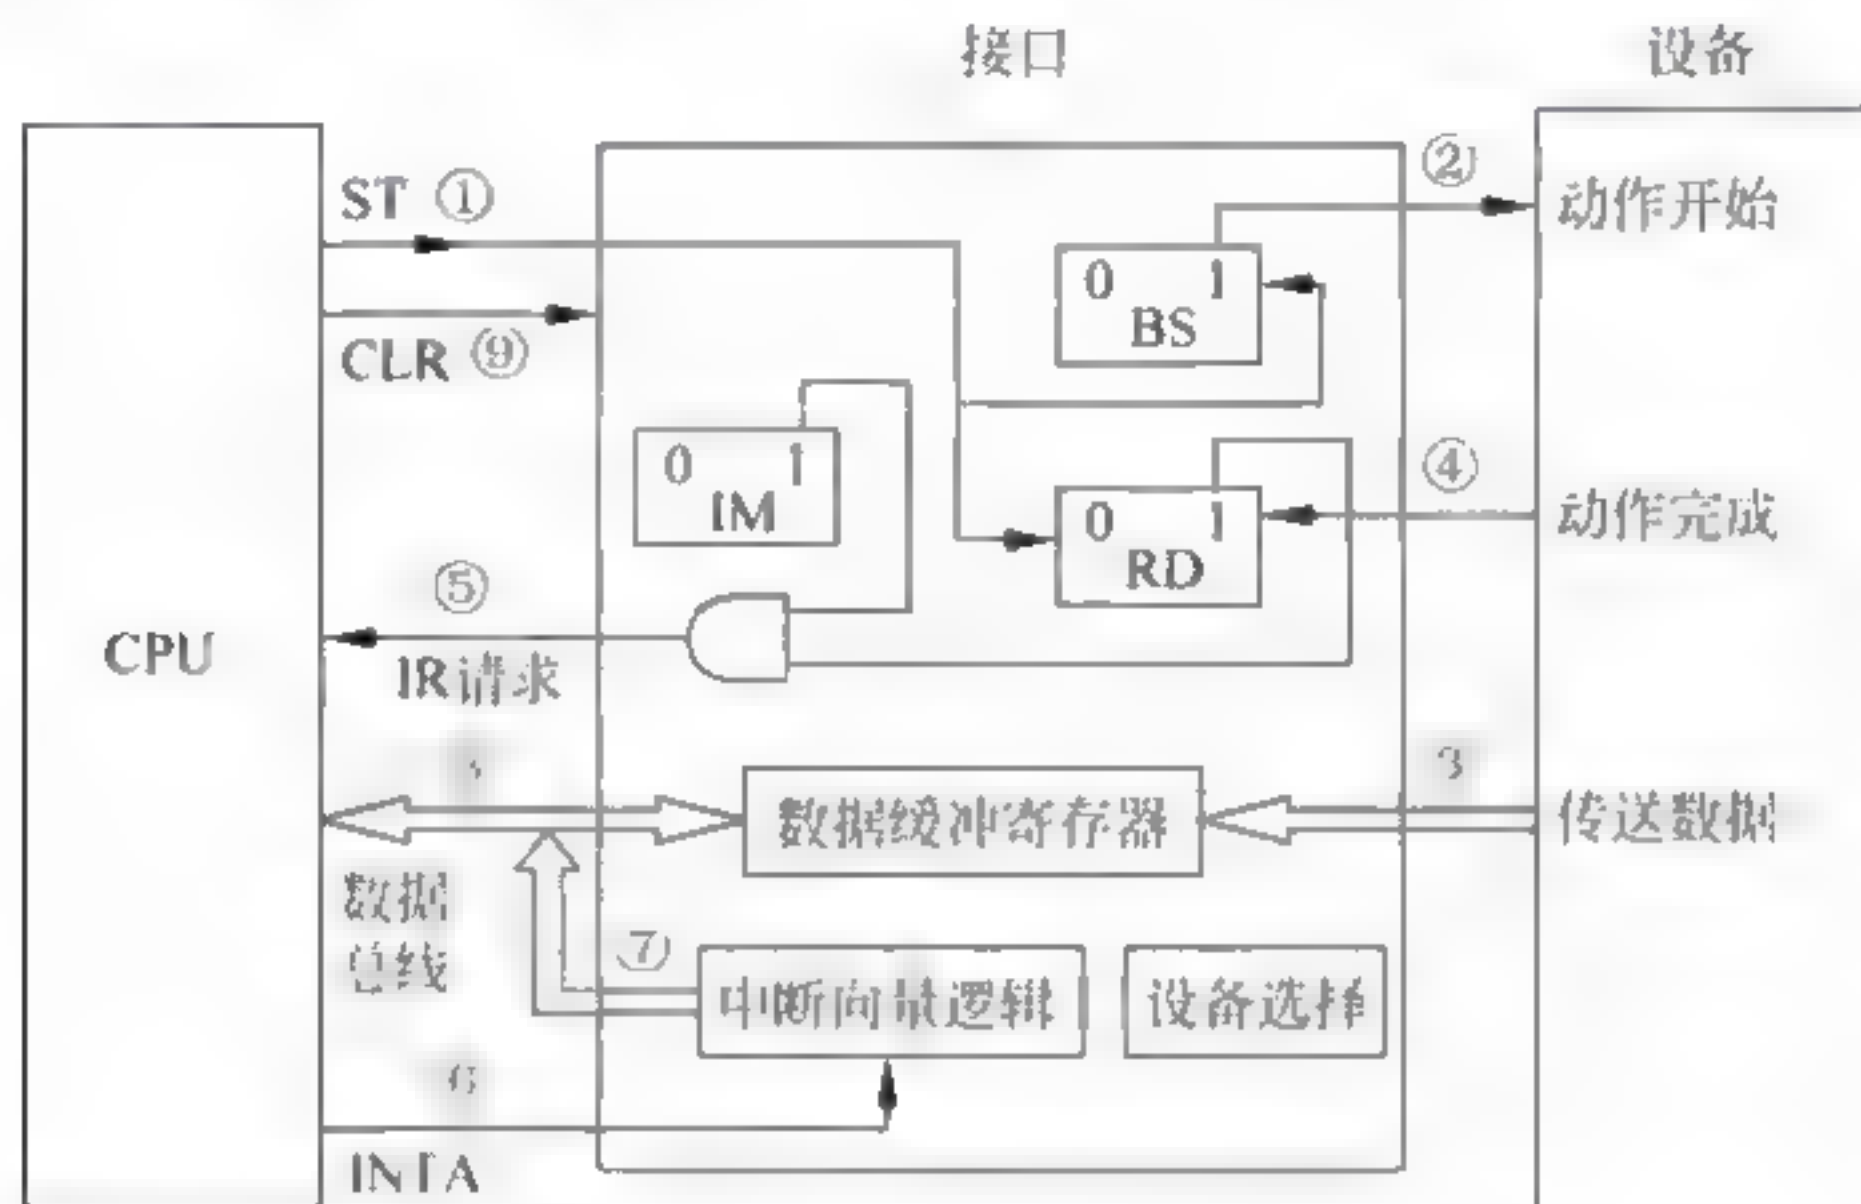 接口
设备
ST ①
②
动作开始
0 1
BS
CLR ⑨
0 1
IM
④
0 1
RD
动作完成
⑤
CPU
IR请求
3
数据缓冲寄存器
传送数据
数据
总线
⑦
中断向量逻辑
设备选择
6
INTA